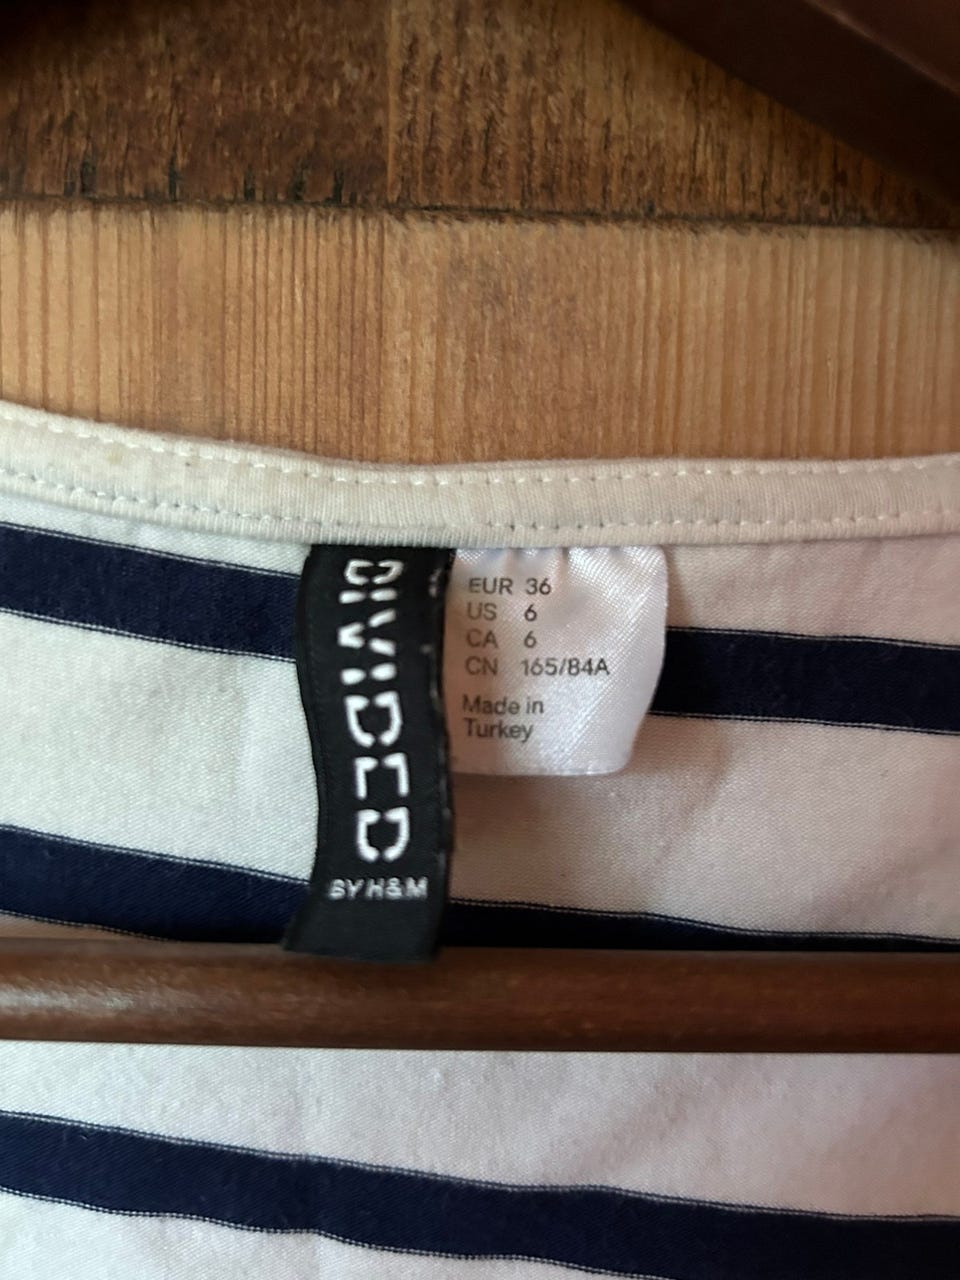 DIVIDED
BY H&M
EUR 36
US 6
CA 6
CN 165/84A
Made in
Turkey